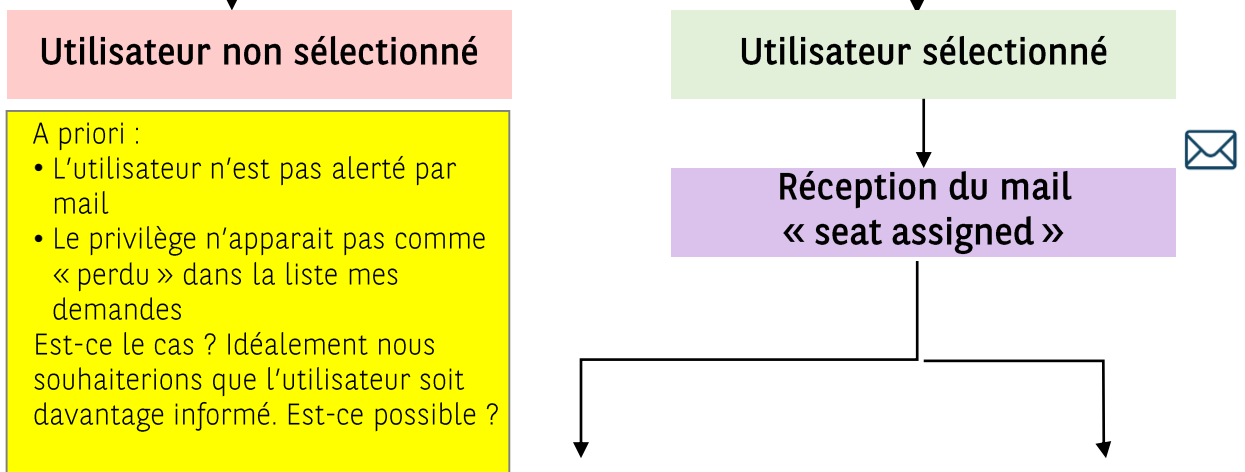 Utilisateur non sélectionné
A priori :
• L'utilisateur n'est pas alerté par
mail
• Le privilège n'apparait pas comme
« perdu » dans la liste mes
demandes
Est-ce le cas ? Idéalement nous
souhaiterions que l'utilisateur soit
davantage informé. Est-ce possible ?
Utilisateur sélectionné
Réception du mail
« seat assigned »